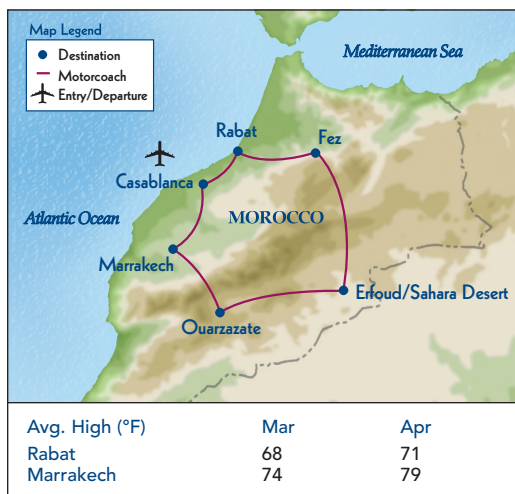 Map Legend
Destination
Motorcoach
Entry/Departure
Mediterranean Sea
Rabat
Fez
Casablanca
Atlantic Ocean
MOROCCO
Marrakech
Erfoud/Sahara Desert
Ouarzazate
Avg. High (°F) Mar Apr
Rabat 68 71
Marrakech 74 79